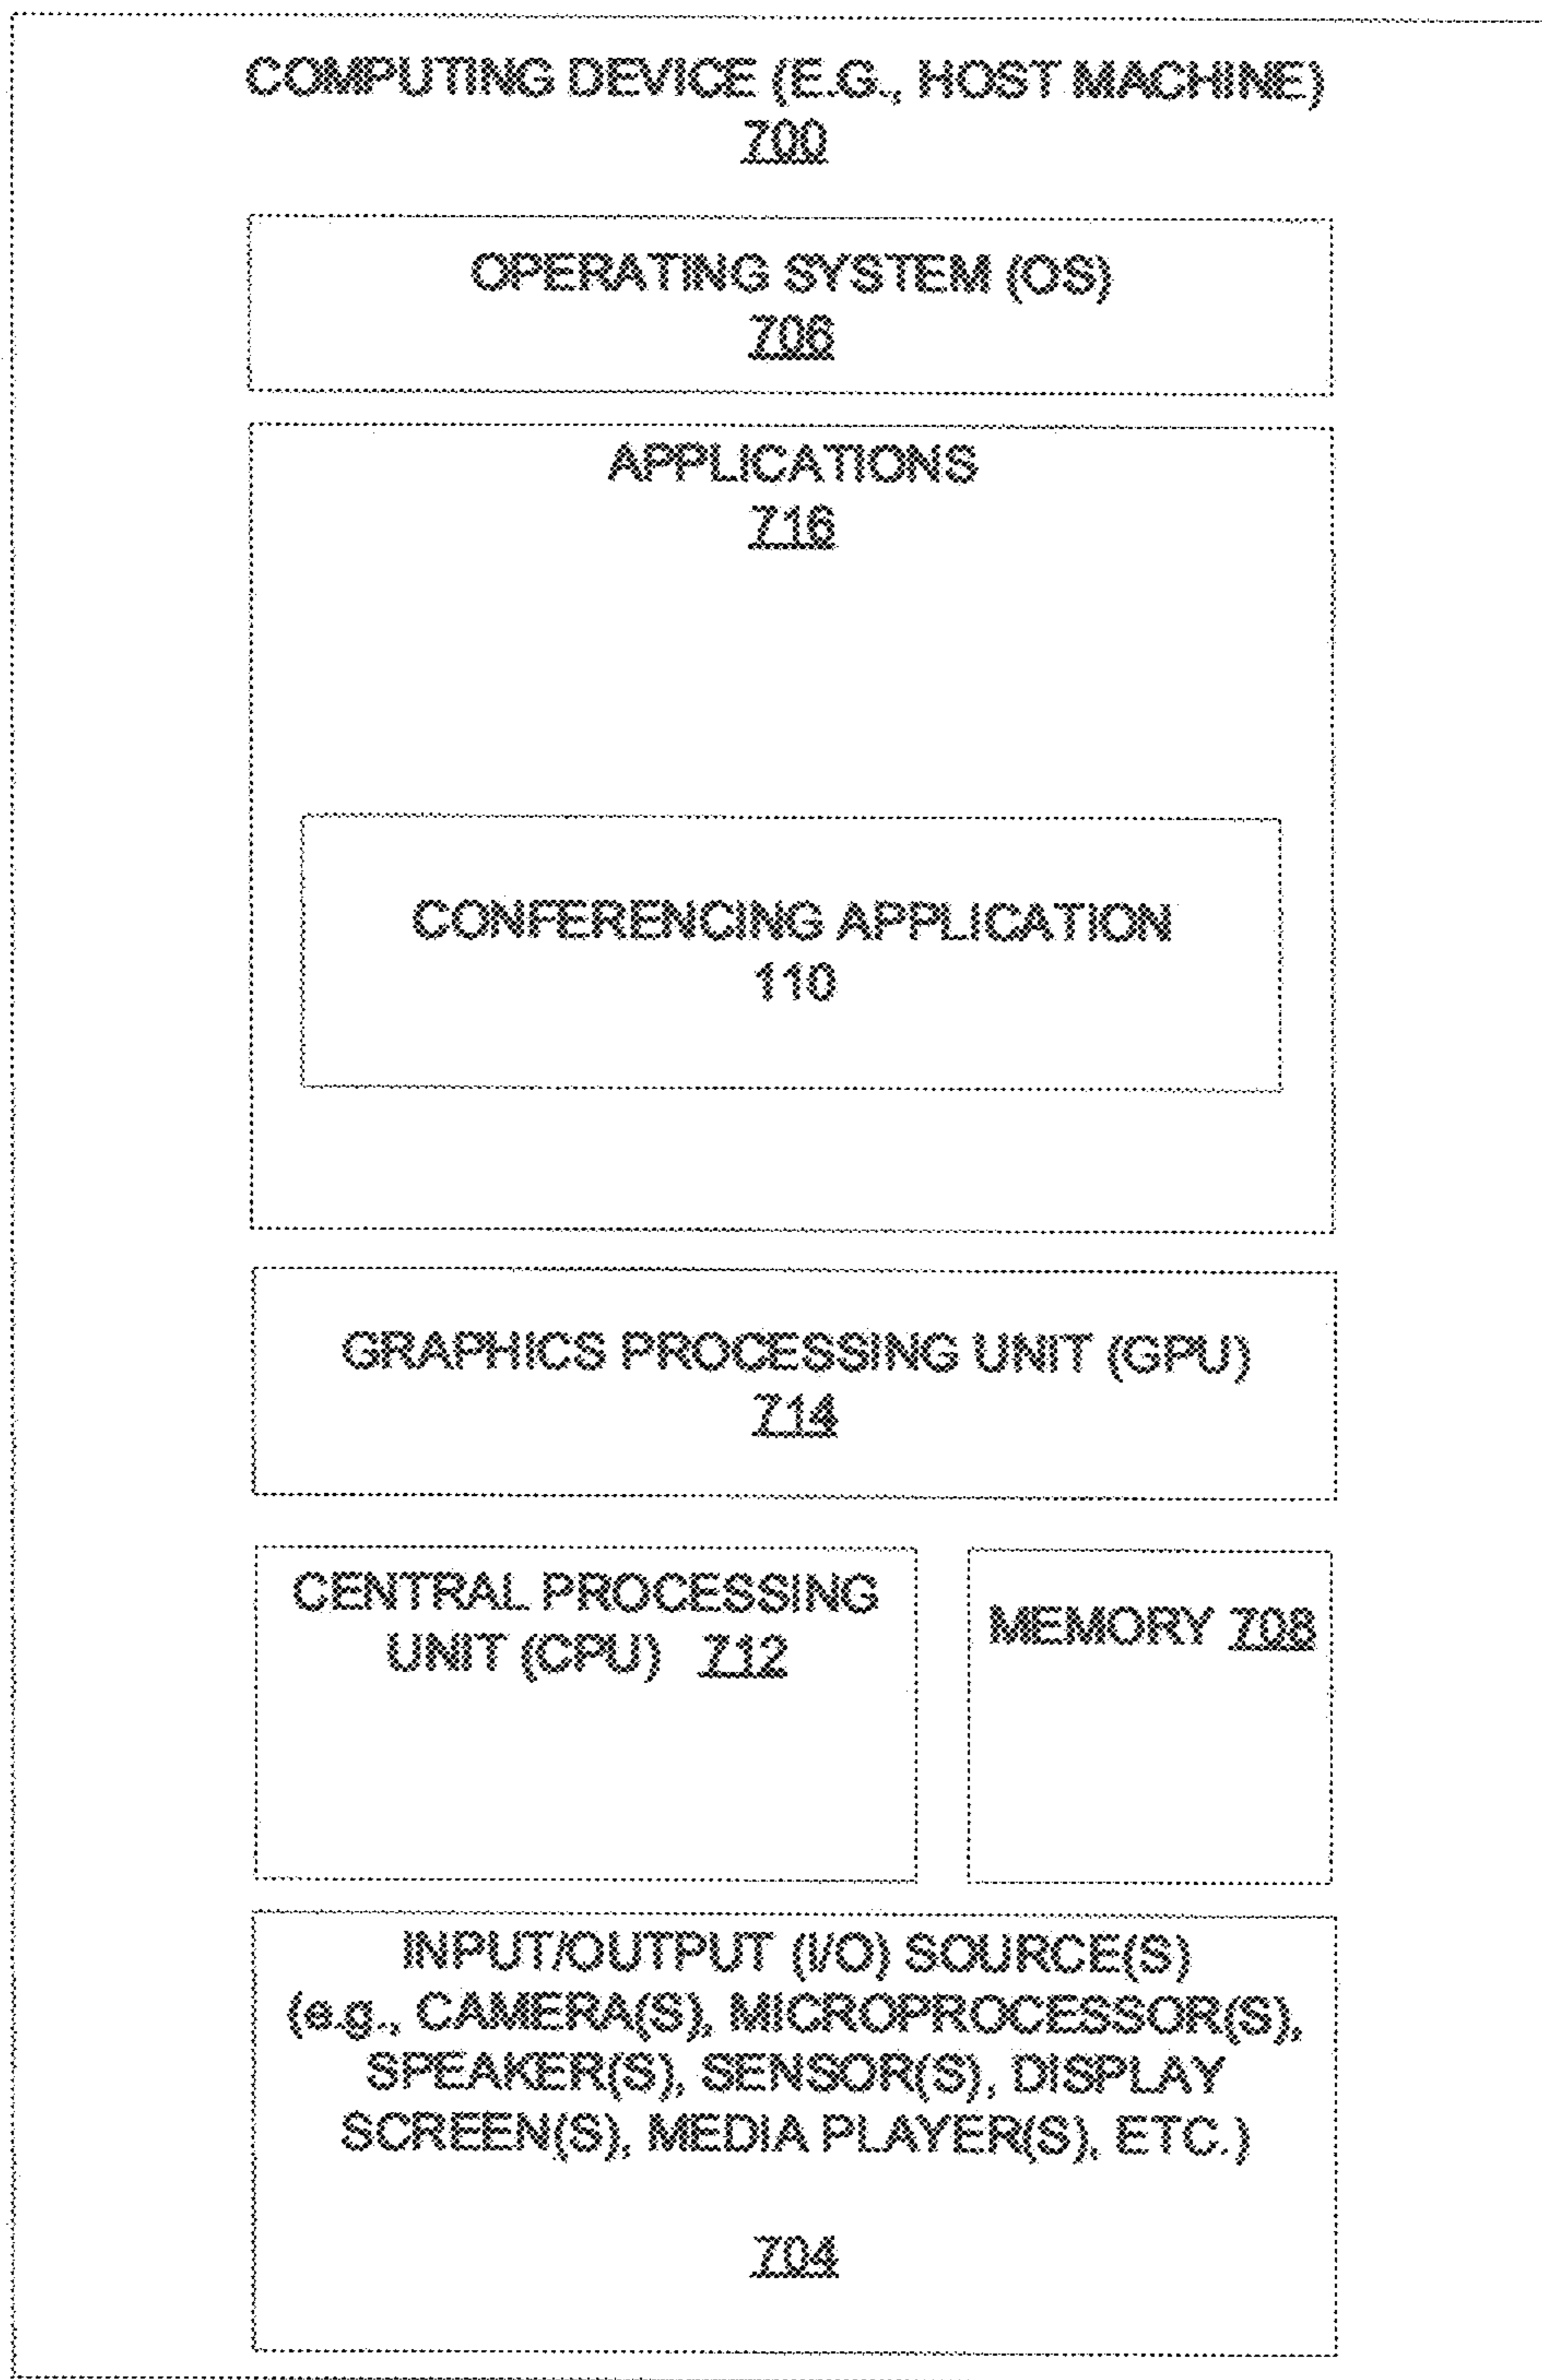 COMPUTING DEVICE (E.G., HOST MACHINE)
700
OPERATING SYSTEM (OS)
706
APPLICATIONS
716
CONFERENCING APPLICATION
110
GRAPHICS PROCESSING UNIT (GPU)
714
CENTRAL PROCESSING
UNIT (CPU) 712
MEMORY 708
INPUT/OUTPUT (I/O) SOURCE(S)
(e.g., CAMERA(S), MICROPROCESSOR(S),
SPEAKER(S), SENSOR(S), DISPLAY
SCREEN(S), MEDIA PLAYER(S), ETC.)
704